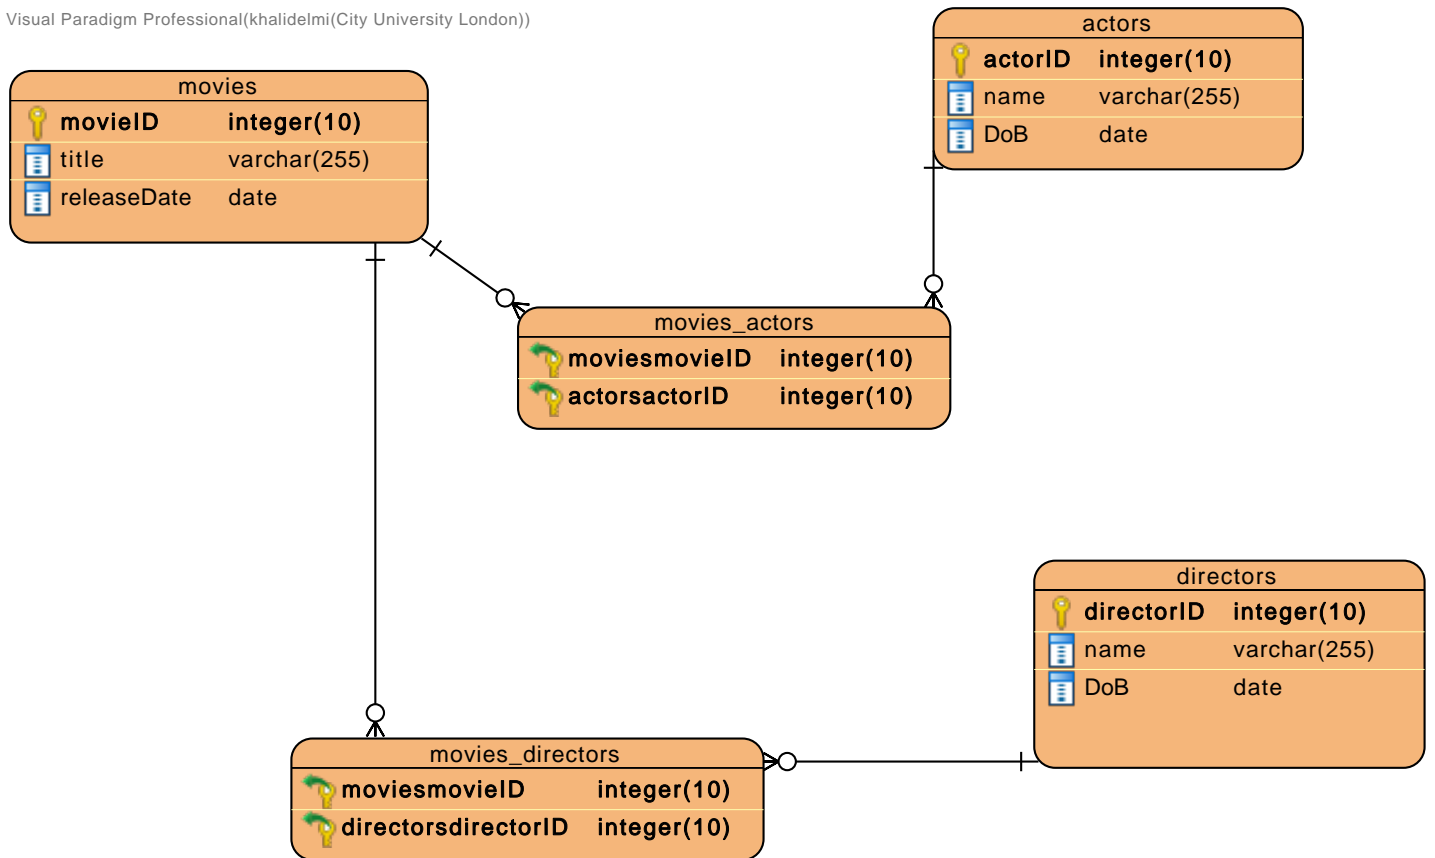 Visual Paradigm Professional(khalidelmi(City University London))
movies
movieID integer(10)
title varchar(255)
releaseDate date
actors
actorID integer(10)
name varchar(255)
DoB date
movies_actors
moviesmovieID integer(10)
actorsactorID integer(10)
directors
directorID integer(10)
name varchar(255)
DoB date
movies_directors
moviesmovieID integer(10)
directorsdirectorID integer(10)